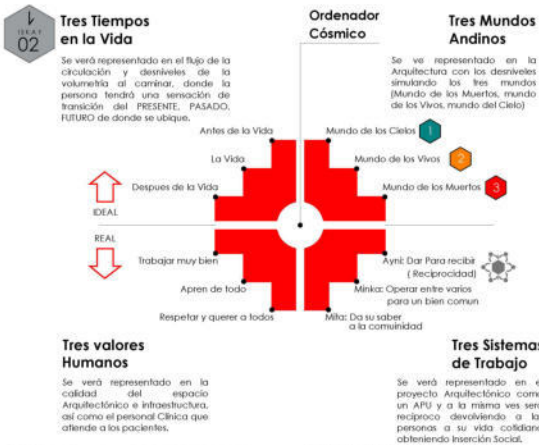 ISKAY
02
Tres Tiempos
en la Vida
Se verá representado en el flujo de la
circulación y desniveles de la
volumetría al caminar, donde la
persona tendrá una sensación de
transición del PRESENTE, PASADO,
FUTURO de donde se ubique.
Ordenador
Cósmico
Tres Mundos
Andinos
Se ve representado en la
Arquitectura con los desniveles
simulando los tres mundos
(Mundo de los Muertos, mundo
de los Vivos, mundo del Cielo)
Antes de la Vida
La Vida
Despues de la Vida
Mundo de los Cielos 1
Mundo de los Vivos 2
Mundo de los Muertos 3
IDEAL
REAL
Trabajar muy bien
Apren de todo
Respetar y querer a todos
Ayni: Dar Para recibir
( Reciprocidad)
Minka: Operar entre varios
para un bien comun
Mita: Da su saber
a la comuinidad
Tres valores
Humanos
Se verá representado en la
calidad del espacio
Arquitectónico e infraestructura,
así como el personal Clínica que
atiende a los pacientes.
Tres Sistemas
de Trabajo
Se verá representado en e
proyecto Arquitectónico como
un APU y a la misma ves ser
reciproco devolviendo a la
personas a su vida cotidian
obteniendo Inserción Social.